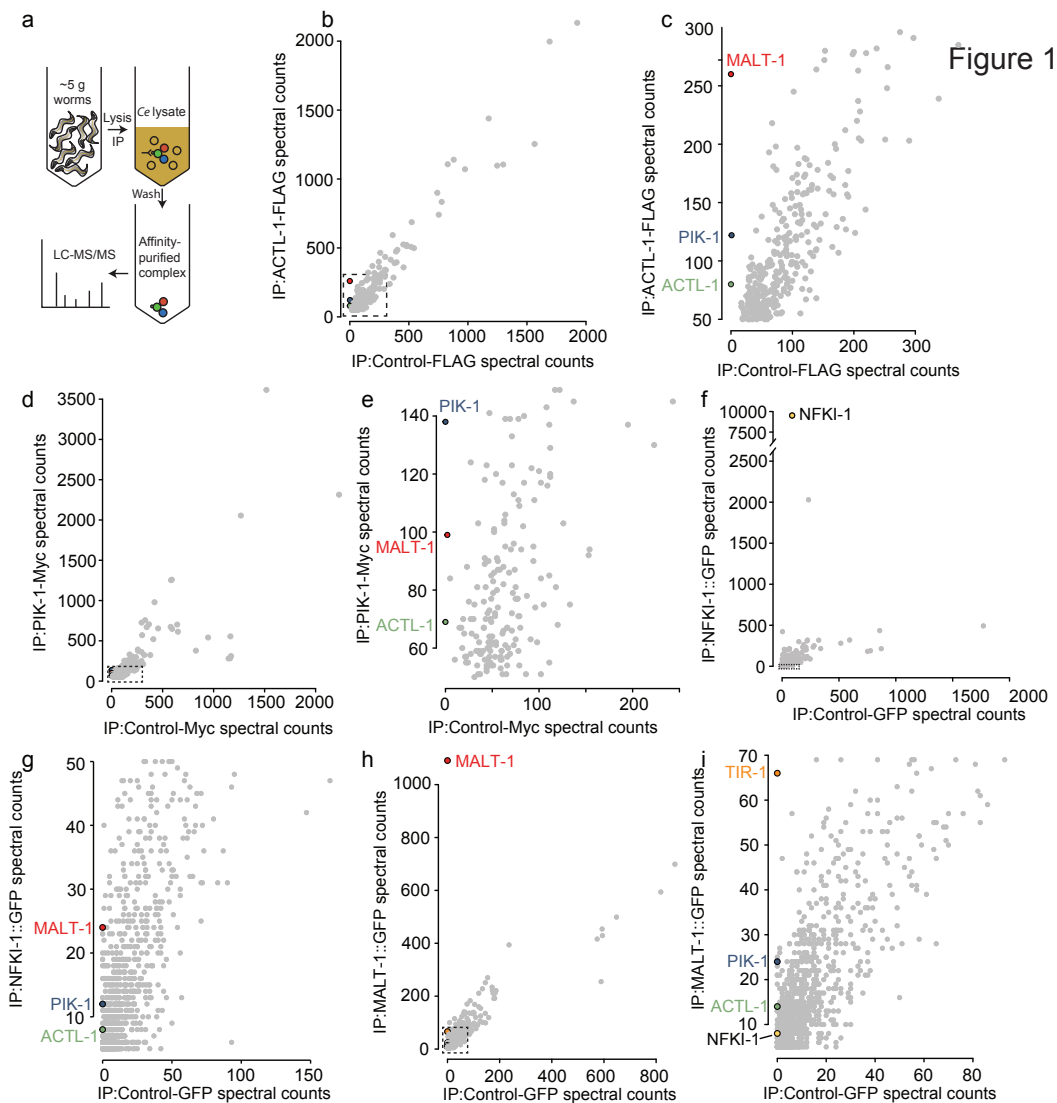 Figure 1
a
~5 g
worms
Lysis
IP
Ce lysate
Wash
Affinity-
purified
complex
LC-MS/MS
b
IP:ACTL-1-FLAG spectral counts
2000
1500
1000
500
0
0 500 1000 1500 2000
IP:Control-FLAG spectral counts
c
IP:ACTL-1-FLAG spectral counts
300
250
200
150
100
50
MALT-1
PIK-1
ACTL-1
0 100 200 300
IP:Control-FLAG spectral counts
d
IP:PIK-1-Myc spectral counts
3500
3000
2500
2000
1500
1000
500
0
0 500 1000 1500 2000
IP:Control-Myc spectral counts
e
IP:PIK-1-Myc spectral counts
140
120
100
80
60
PIK-1
MALT-1
ACTL-1
0 50 100 150 200
IP:Control-Myc spectral counts
f
IP:NFKI-1::GFP spectral counts
10000
7500
2500
2000
1500
1000
500
0
NFKI-1
0 500 1000 1500 2000
IP:Control-GFP spectral counts
g
IP:NFKI-1::GFP spectral counts
50
40
30
20
10
MALT-1
PIK-1
ACTL-1
0 50 100 150
IP:Control-GFP spectral counts
h
IP:MALT-1::GFP spectral counts
1000
800
600
400
200
0
MALT-1
0 200 400 600 800
IP:Control-GFP spectral counts
i
IP:MALT-1::GFP spectral counts
70
60
50
40
30
20
10
TIR-1
PIK-1
ACTL-1
NFKI-1
0 20 40 60 80
IP:Control-GFP spectral counts